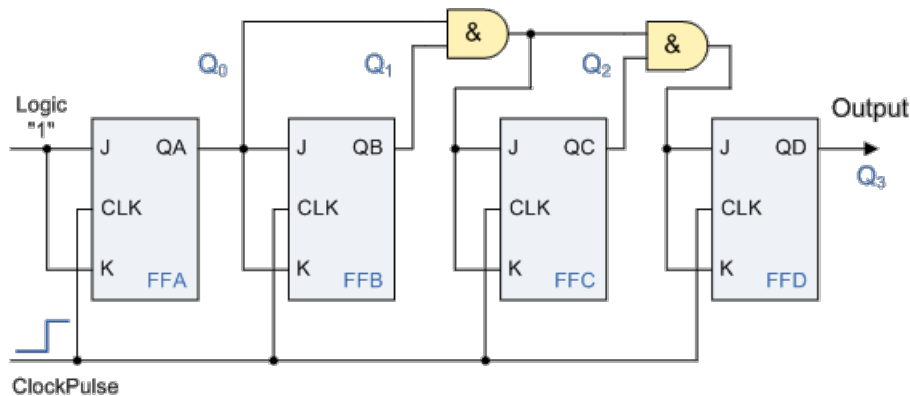 &
&
Q0 Q1 Q2
Logic
"1"
Output
J QA J QB J QC J QD
Q3
CLK CLK CLK CLK
K K K K
FFA FFB FFC FFD
ClockPulse